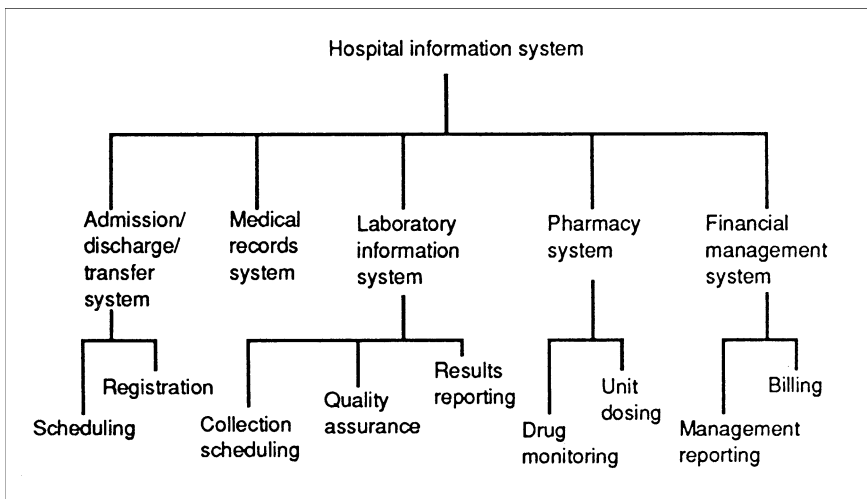 Hospital information system
Admission/
discharge/
transfer
system
Medical
records
system
Laboratory
information
system
Pharmacy
system
Financial
management
system
Registration
Scheduling
Collection
scheduling
Quality
assurance
Results
reporting
Drug
monitoring
Unit
dosing
Management
reporting
Billing